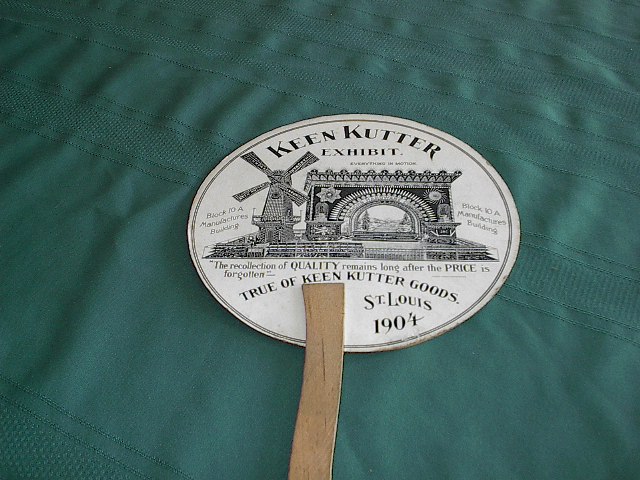 KEEN KUTTER
EXHIBIT.
EVERYTHING IN MOTION.
Block 10 A
Manufactures
Building
Block 10 A
Manufactures
Building
"The recollection of QUALITY remains long after the PRICE is
forgotten"—
TRUE OF KEEN KUTTER GOODS.
ST. LOUIS
1904